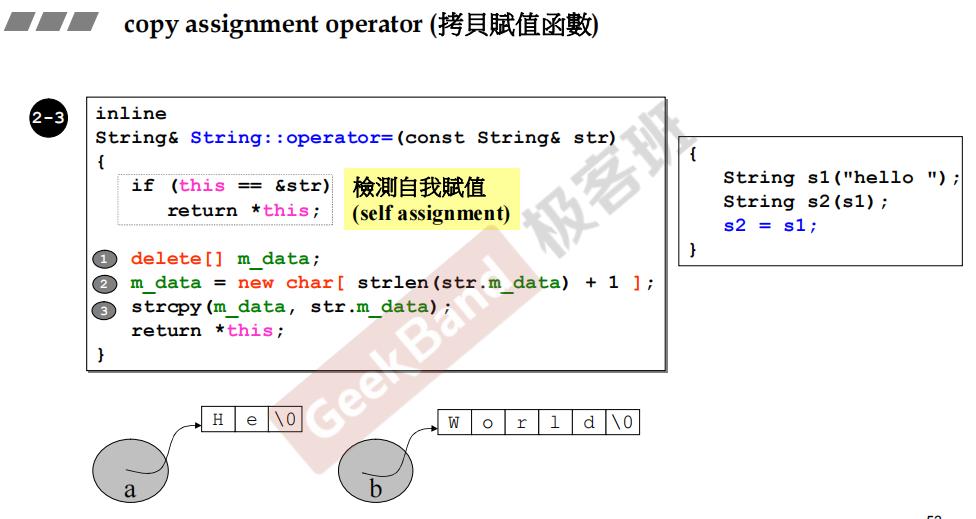 copy assignment operator (拷貝賦值函數)
2-3
inline
String& String::operator=(const String& str)
{
if (this == &str)
return *this;
檢測自我賦值
(self assignment)
1 delete[] m_data;
2 m_data = new char[ strlen(str.m_data) + 1 ];
3 strcpy(m_data, str.m_data);
return *this;
}
{
String s1("hello ");
String s2(s1);
s2 = s1;
}
GeekBand 极客班
H e \0
W o r l d \0
a
b